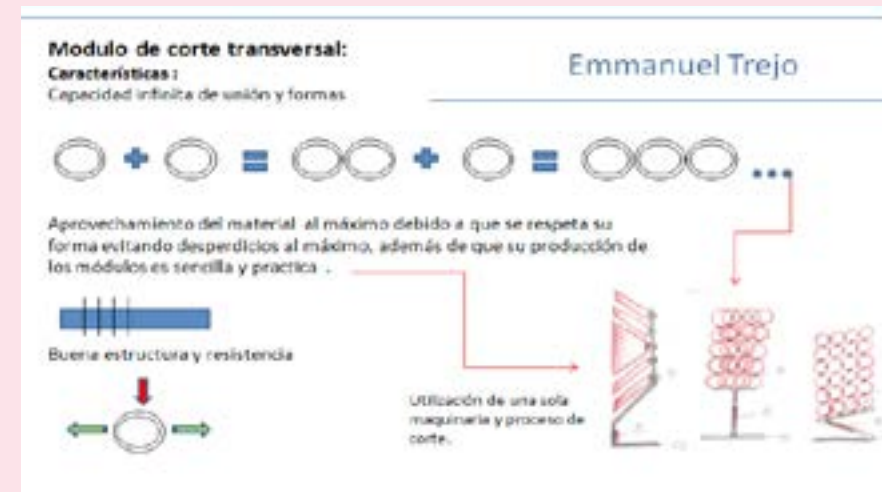 Modulo de corte transversal:
Características :
Capacidad infinita de unión y formas
Emmanuel Trejo
Aprovechamiento del material al máximo debido a que se respeta su
forma evitando desperdicios al máximo, además de que su producción de
los módulos es sencilla y practica .
Buena estructura y resistencia
Utilización de una sola
maquinaria y proceso de
corte.